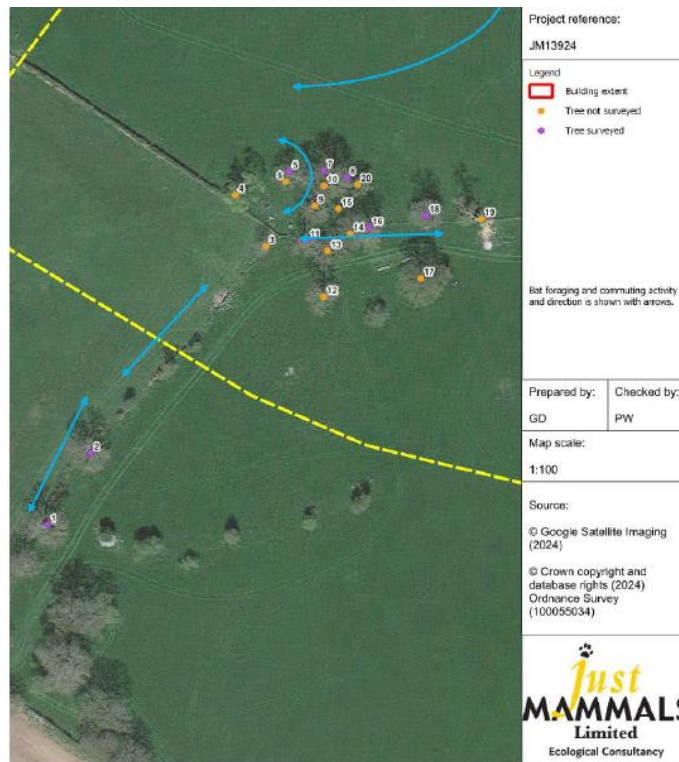 Project reference:
JM13924
Legend
Building extent
Tree not surveyed
Tree surveyed
Bat foraging and commuting activity
and direction is shown with arrows.
Prepared by:
Checked by:
GD
PW
Map scale:
1:100
Source:
© Google Satellite Imaging
(2024)
© Crown copyright and
database rights (2024)
Ordnance Survey
(100055034)
Just
MAMMALS
Limited
Ecological Consultancy
5
7
8
6
10
20
4
9
15
18
16
19
14
11
3
13
17
12
2
1